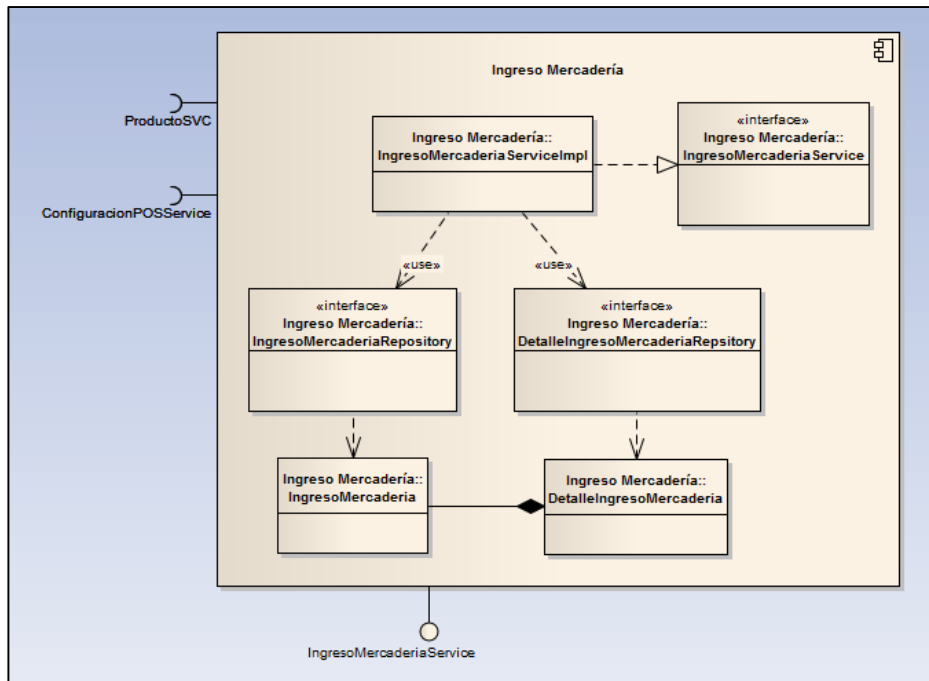 Ingreso Mercadería
ProductoSVC
ConfiguracionPOSService
Ingreso Mercadería::
IngresoMercaderiaServiceImpl
«interface»
Ingreso Mercadería::
IngresoMercaderiaService
«use»
«use»
«interface»
Ingreso Mercadería::
IngresoMercaderiaRepository
«interface»
Ingreso Mercadería::
DetalleIngresoMercaderiaRepsitory
Ingreso Mercadería::
IngresoMercaderia
Ingreso Mercadería::
DetalleIngresoMercaderia
IngresoMercaderiaService